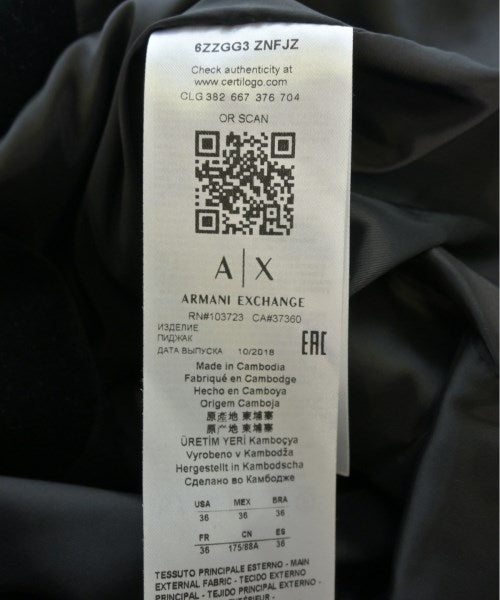 6ZZGG3 ZNFJZ
Check authenticity at
www.certilogo.com
CLG 382 667 376 704
OR SCAN
A|X
ARMANI EXCHANGE
RN#103723 CA#37360
ИЗДЕЛИЕ
ПИДЖАК
ДАТА ВЫПУСКА 10/2018
EAC
Made in Cambodia
Fabriqué en Cambodge
Hecho en Camboya
Origem Camboja
原產地 柬埔寨
原产地 柬埔寨
ÜRETİM YERİ Kamboçya
Vyrobeno v Kambodža
Hergestellt in Kambodscha
Сделано во Камбодже
USA MEX BRA
36 36 36
FR CN ES
36 175/88A 36
TESSUTO PRINCIPALE ESTERNO - MAIN
EXTERNAL FABRIC - TECIDO EXTERNO
PRINCIPAL - TEJIDO PRINCIPAL EXTERNO